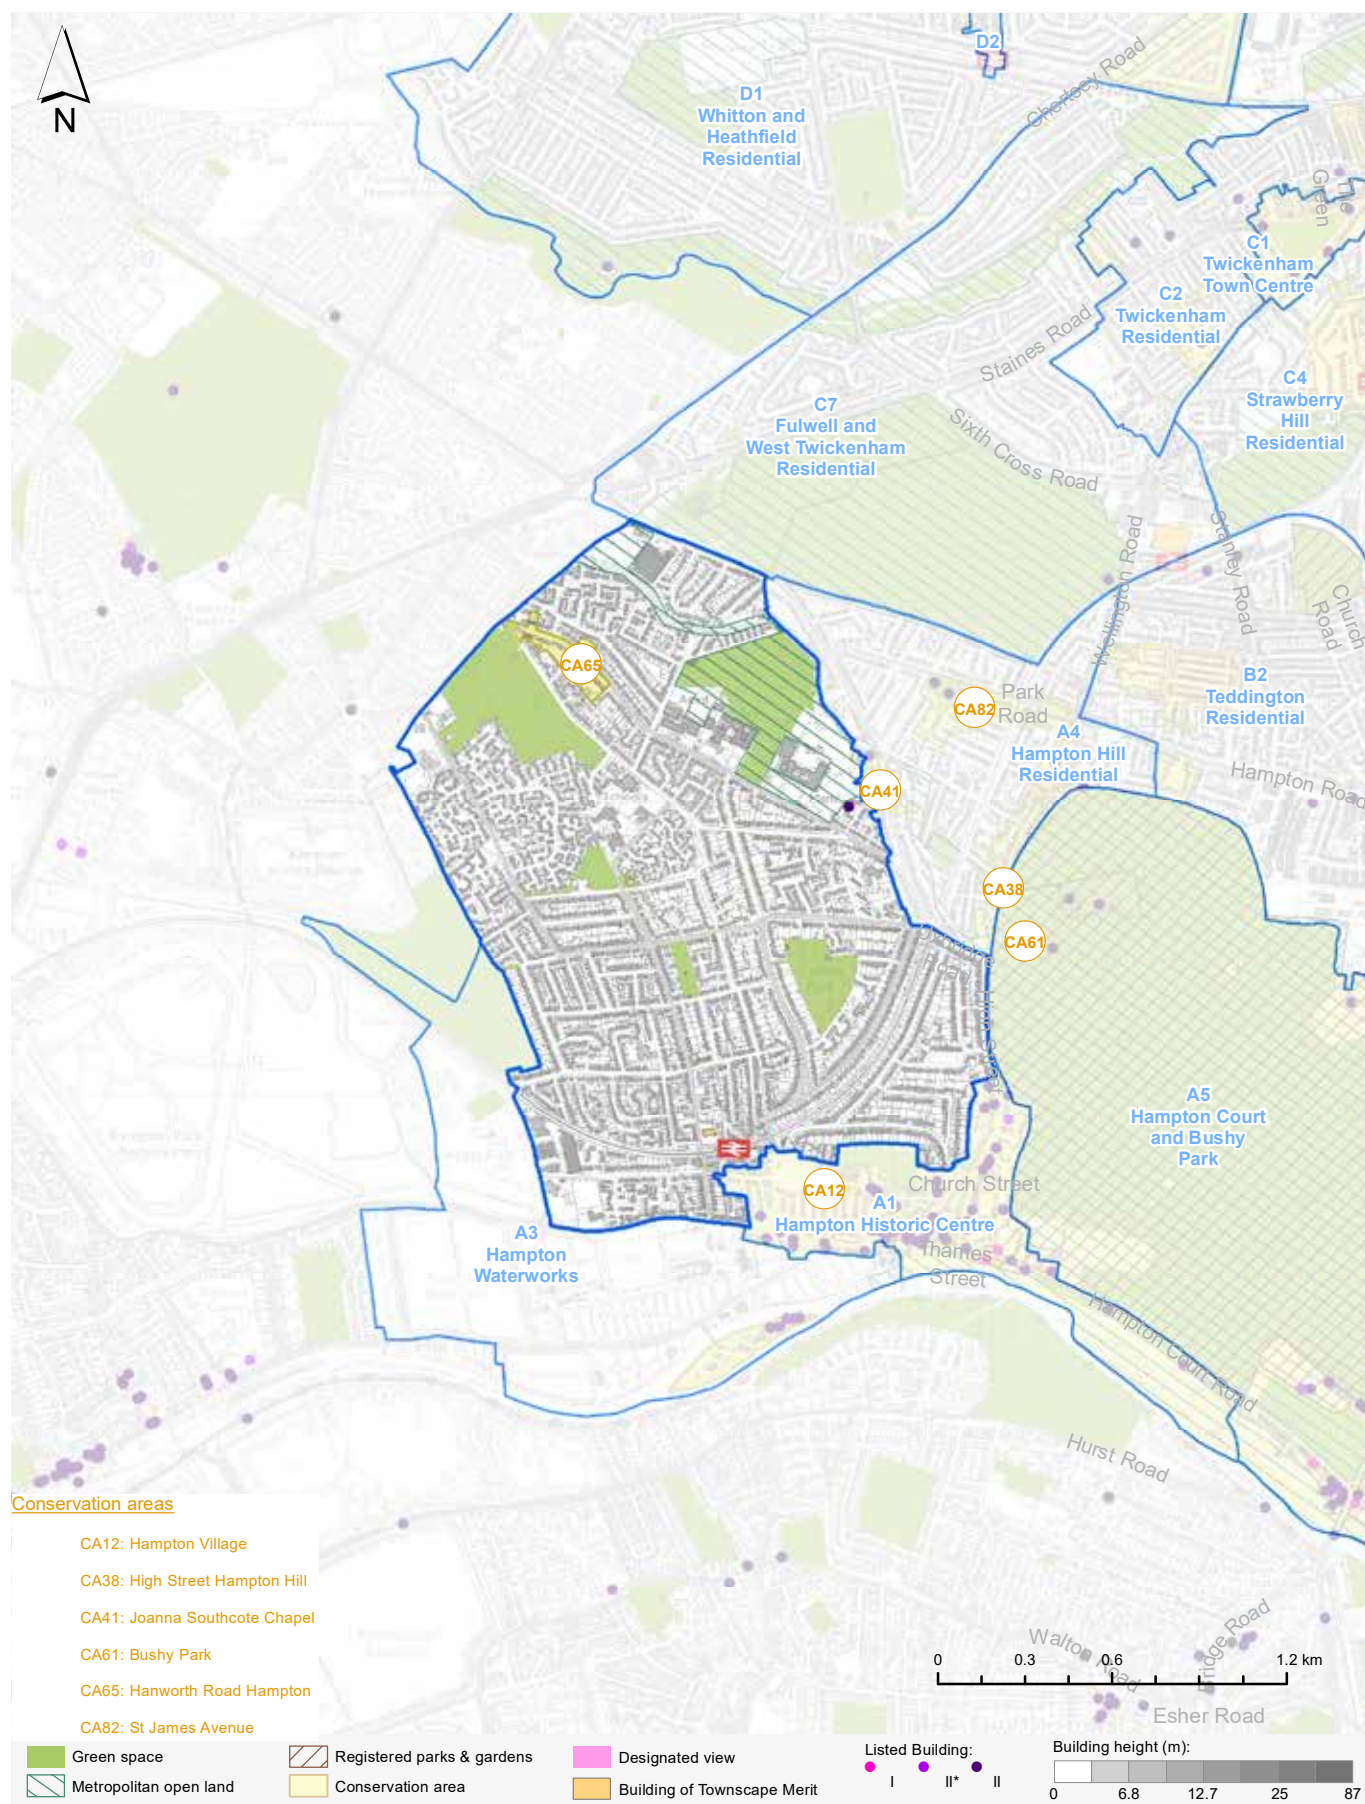 N
D2
Chertsey Road
D1
Whitton and
Heathfield
Residential
The
Green
C1
Twickenham
Town Centre
C2
Twickenham
Residential
Staines Road
C4
Strawberry
Hill
Residential
C7
Fulwell and
West Twickenham
Residential
Sixth Cross Road
Stanley Road
Wellington Road
Church
Road
CA65
B2
Teddington
Residential
CA82
Park
Road
A4
Hampton Hill
Residential
Hampton Road
CA41
CA38
CA61
Uxbridge
Road
High Street
A5
Hampton Court
and Bushy
Park
CA12
Church Street
A1
Hampton Historic Centre
A3
Hampton
Waterworks
Thames
Street
Hampton Court Road
Hurst Road
Conservation areas
CA12: Hampton Village
CA38: High Street Hampton Hill
CA41: Joanna Southcote Chapel
CA61: Bushy Park
CA65: Hanworth Road Hampton
CA82: St James Avenue
Walton Road
Bridge Road
0 0.3 0.6 1.2 km
Esher Road
Green space
Metropolitan open land
Registered parks & gardens
Conservation area
Designated view
Building of Townscape Merit
Listed Building:
I II* II
Building height (m):
0 6.8 12.7 25 87